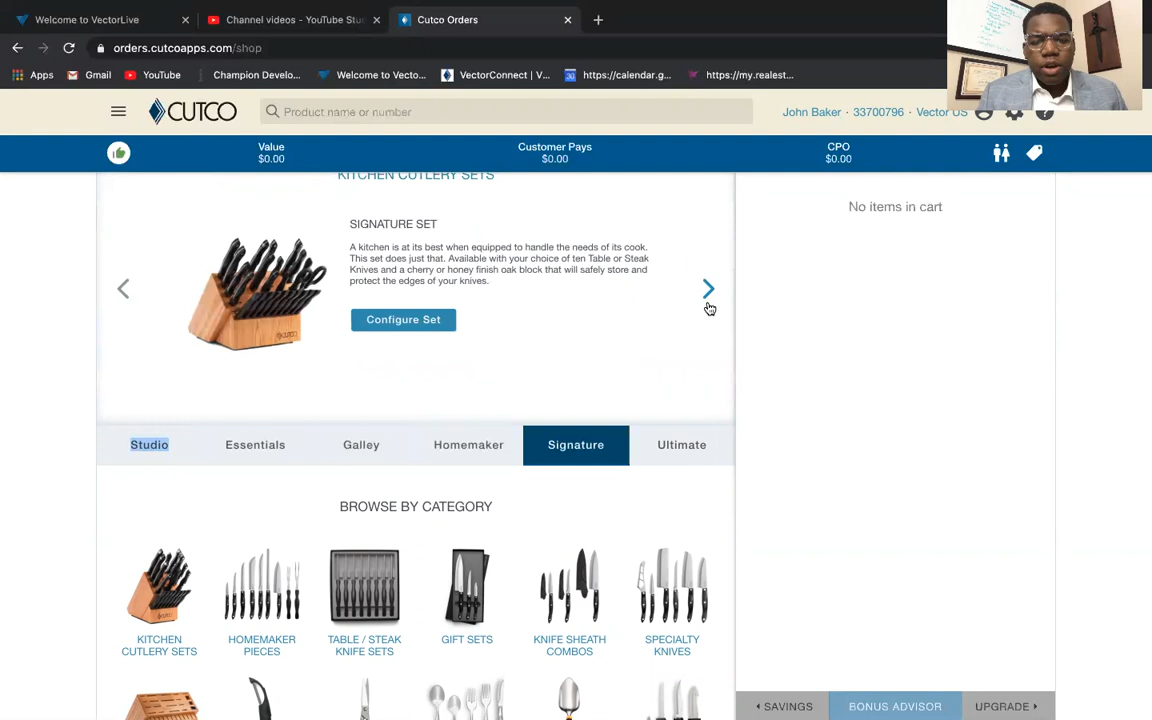 Welcome to VectorLive
Channel videos - YouTube Stu
Cutco Orders
orders.cutcoapps.com/shop
Apps
Gmail
YouTube
Champion Develo...
Welcome to Vecto...
VectorConnect | V...
https://calendar.g...
https://my.realest...
CUTCO
Product name or number
John Baker · 33700796 · Vector US
Value
$0.00
Customer Pays
$0.00
CPO
$0.00
KITCHEN CUTLERY SETS
No items in cart
SIGNATURE SET
A kitchen is at its best when equipped to handle the needs of its cook.
This set does just that. Available with your choice of ten Table or Steak
Knives and a cherry or honey finish oak block that will safely store and
protect the edges of your knives.
Configure Set
Studio
Essentials
Galley
Homemaker
Signature
Ultimate
BROWSE BY CATEGORY
KITCHEN
CUTLERY SETS
HOMEMAKER
PIECES
TABLE / STEAK
KNIFE SETS
GIFT SETS
KNIFE SHEATH
COMBOS
SPECIALTY
KNIVES
SAVINGS
BONUS ADVISOR
UPGRADE